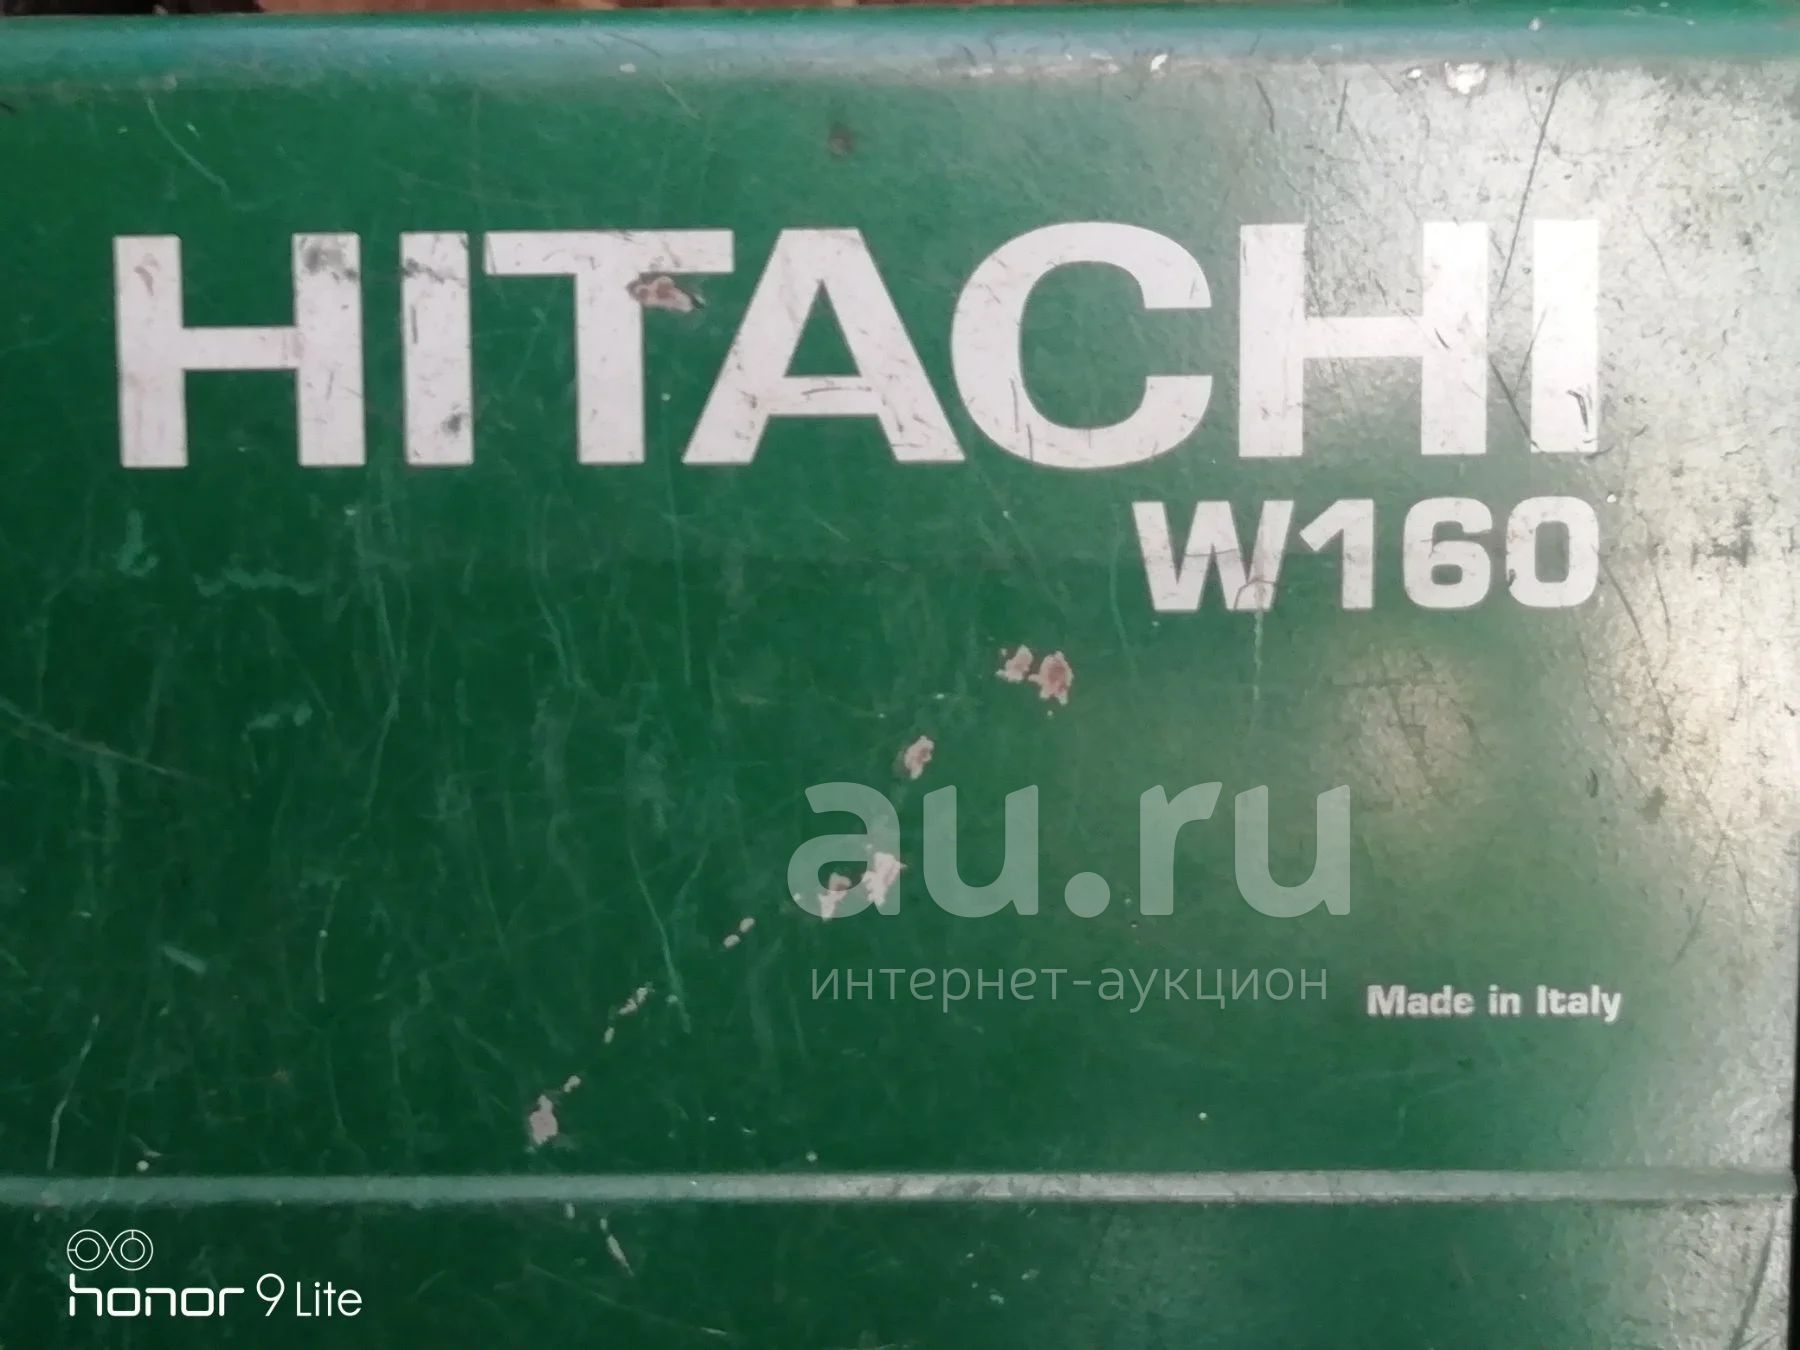 HITACHI
W160
au.ru
интернет-аукцион
Made in Italy
honor 9 Lite